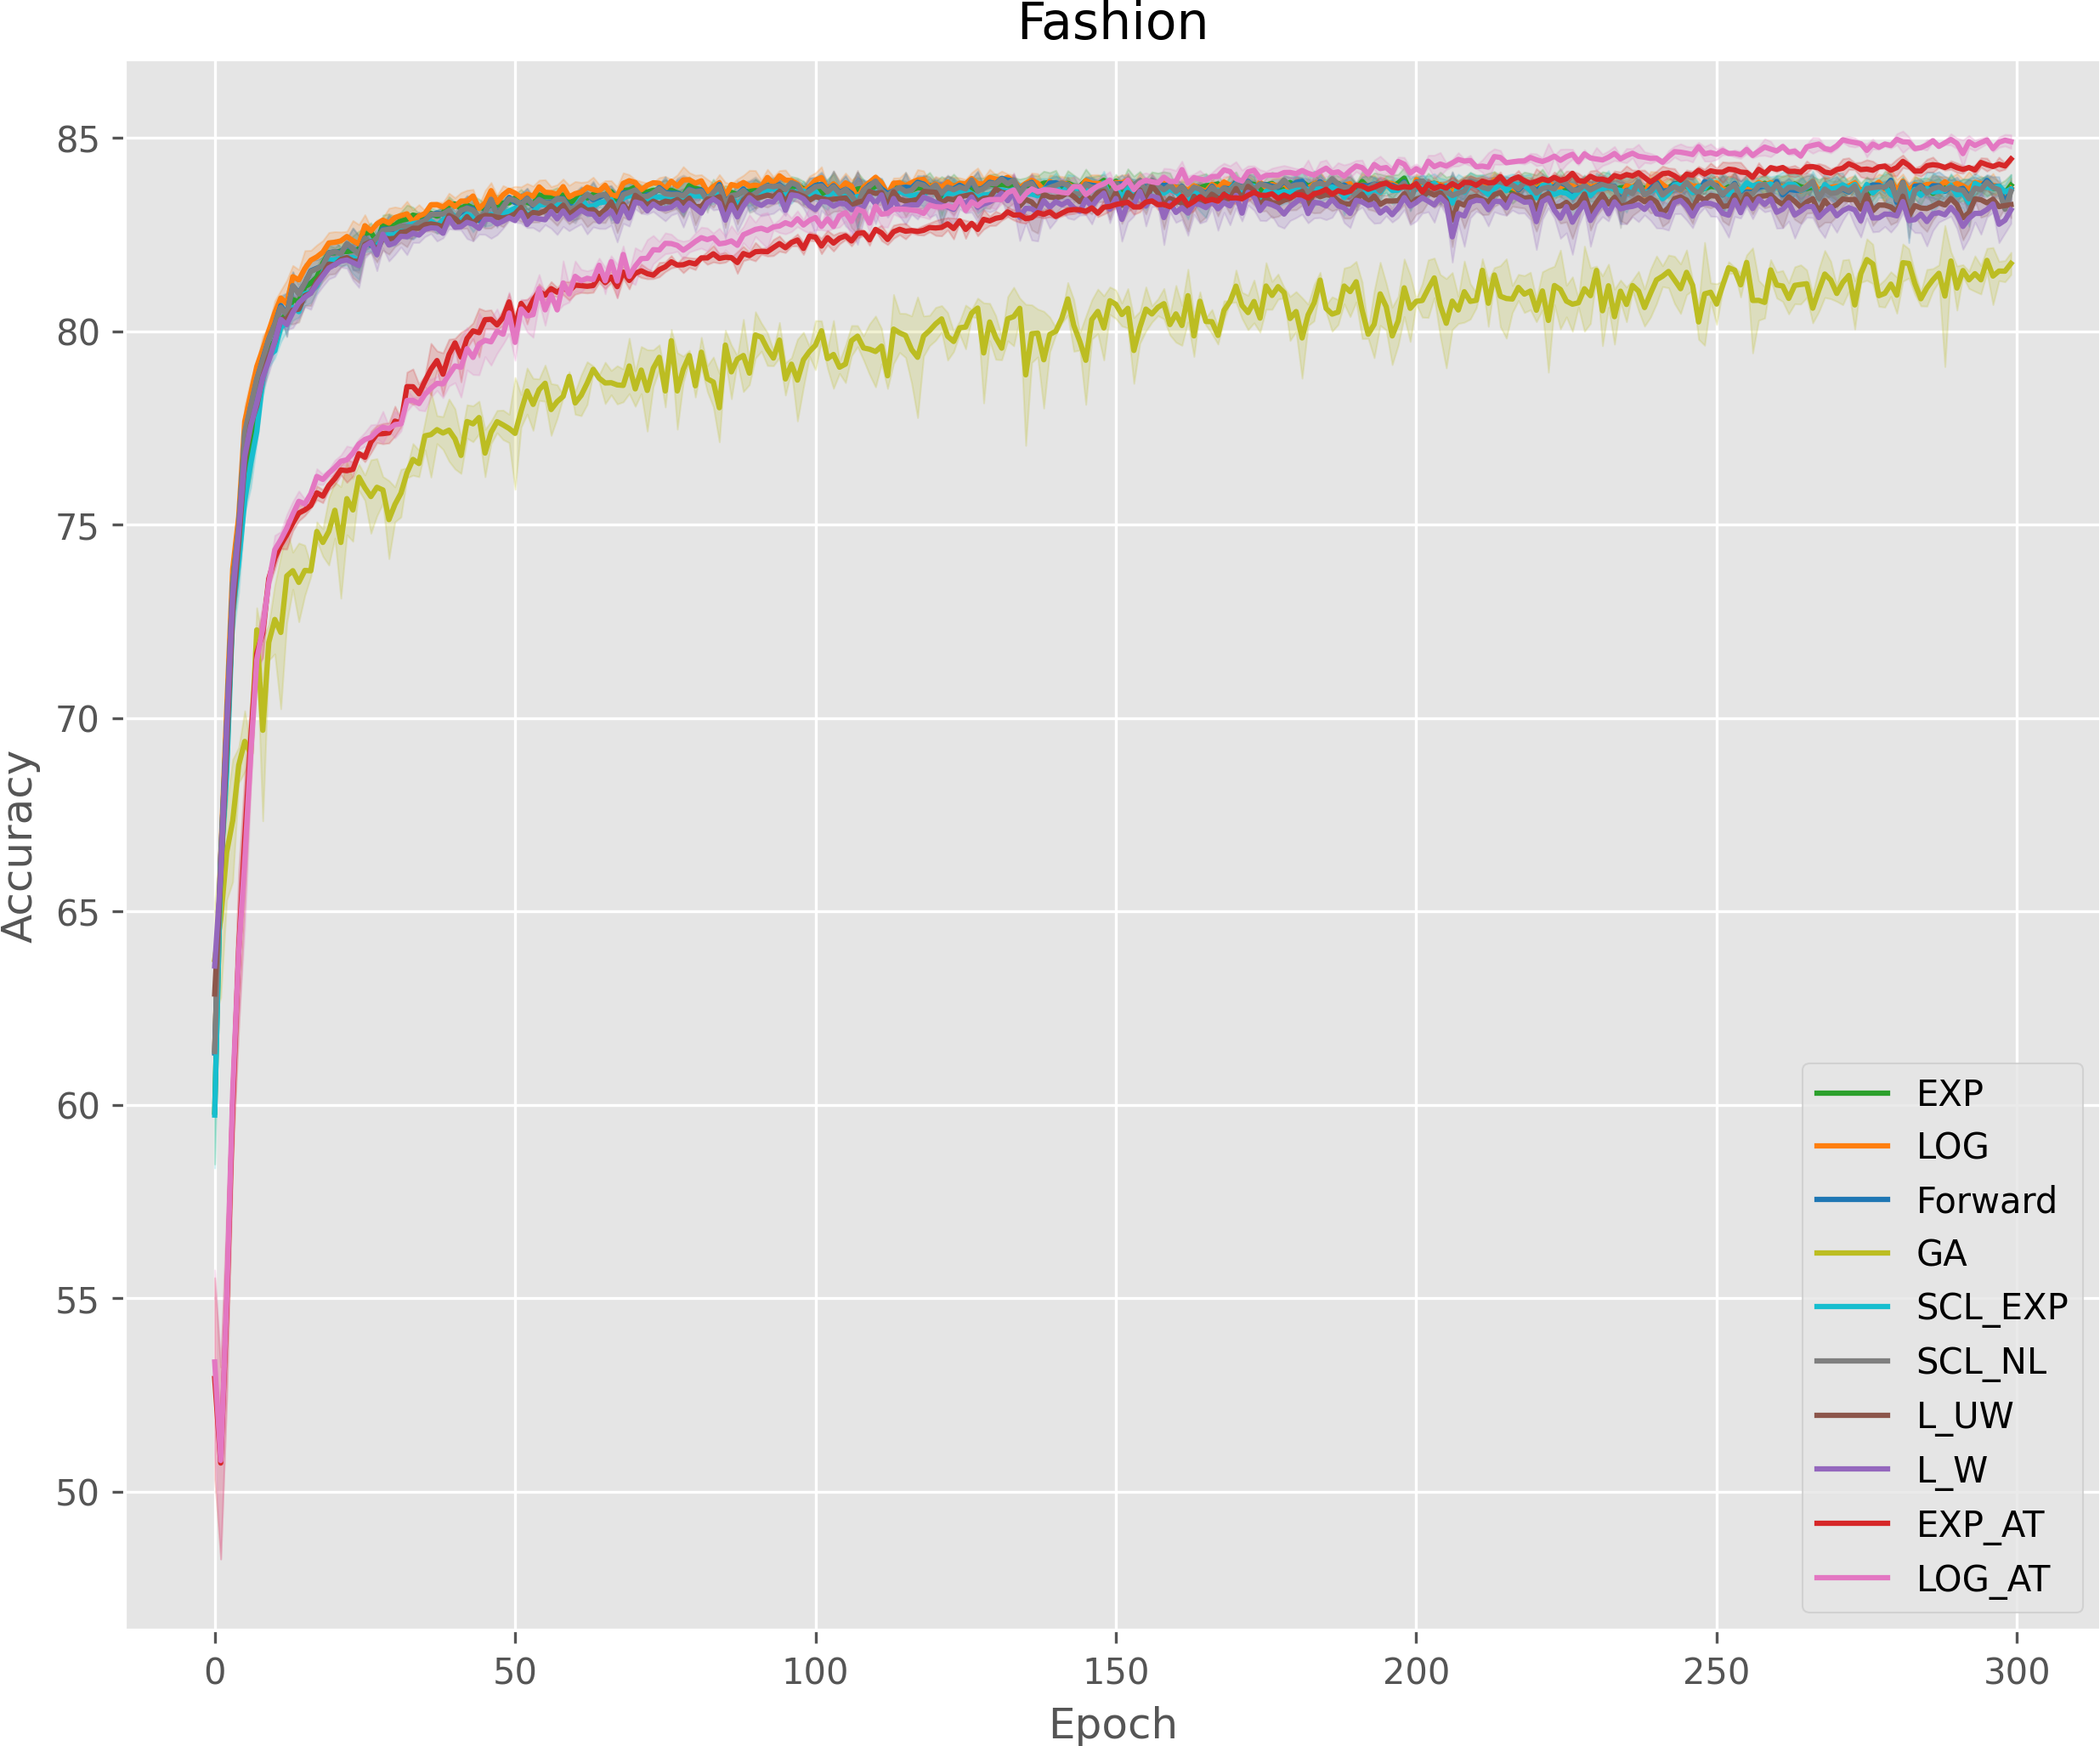 Fashion
85
80
75
70
65
60
55
50
Accuracy
0 50 100 150 200 250 300
Epoch
EXP
LOG
Forward
GA
SCL_EXP
SCL_NL
L_UW
L_W
EXP_AT
LOG_AT